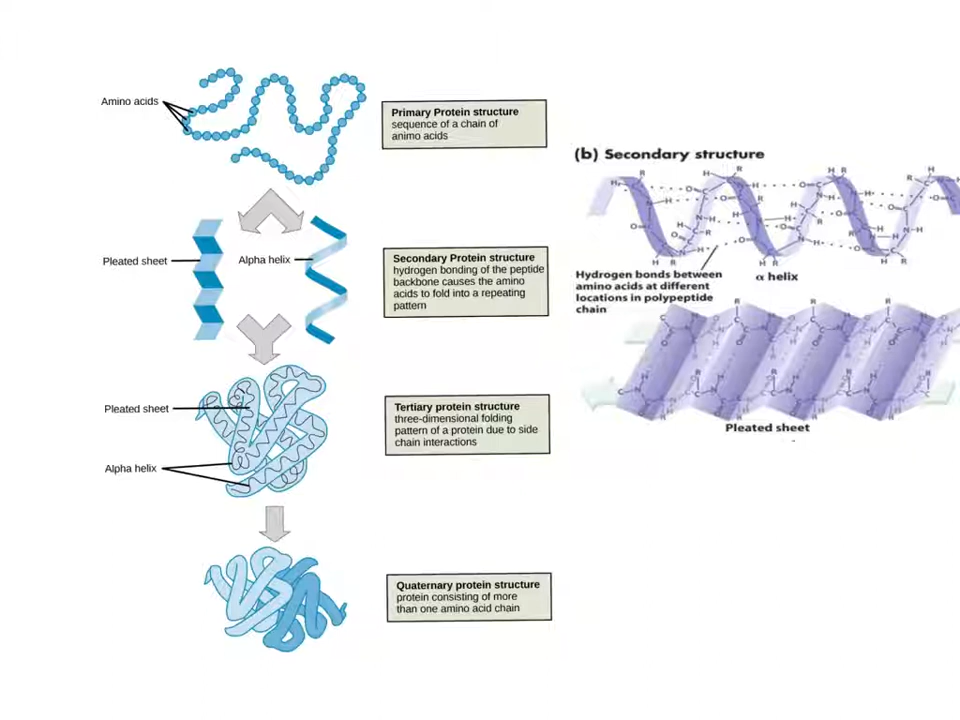 Amino acids
Primary Protein structure
sequence of a chain of
animo acids
Pleated sheet
Alpha helix
Secondary Protein structure
hydrogen bonding of the peptide
backbone causes the amino
acids to fold into a repeating
pattern
Pleated sheet
Alpha helix
Tertiary protein structure
three-dimensional folding
pattern of a protein due to side
chain interactions
Quaternary protein structure
protein consisting of more
than one amino acid chain
(b) Secondary structure
Hydrogen bonds between
amino acids at different
locations in polypeptide
chain
α helix
Pleated sheet